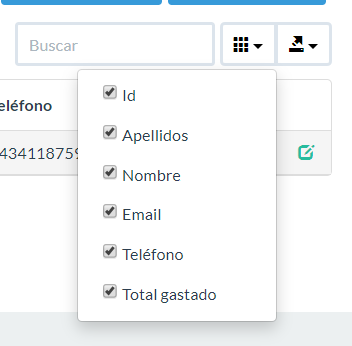 Buscar
eléfono
Id
434118759
Apellidos
Nombre
Email
Teléfono
Total gastado